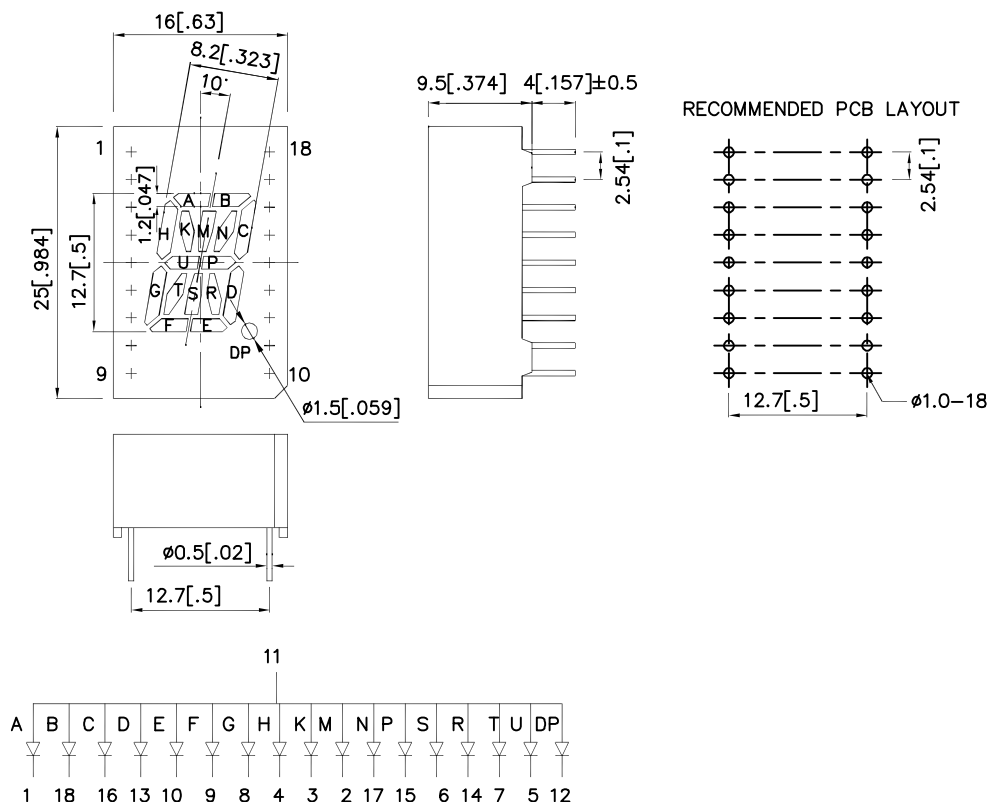 16[.63]
8.2[.323]
10°
9.5[.374] 4[.157]±0.5
RECOMMENDED PCB LAYOUT
1 18
2.54[.1]
2.54[.1]
1.2[.047]
12.7[.5]
25[.984]
A B
H K M N C
U P
G T S R D
F E
DP
9 10
ø1.5[.059]
12.7[.5]
ø1.0-18
ø0.5[.02]
12.7[.5]
11
A B C D E F G H K M N P S R T U DP
1 18 16 13 10 9 8 4 3 2 17 15 6 14 7 5 12